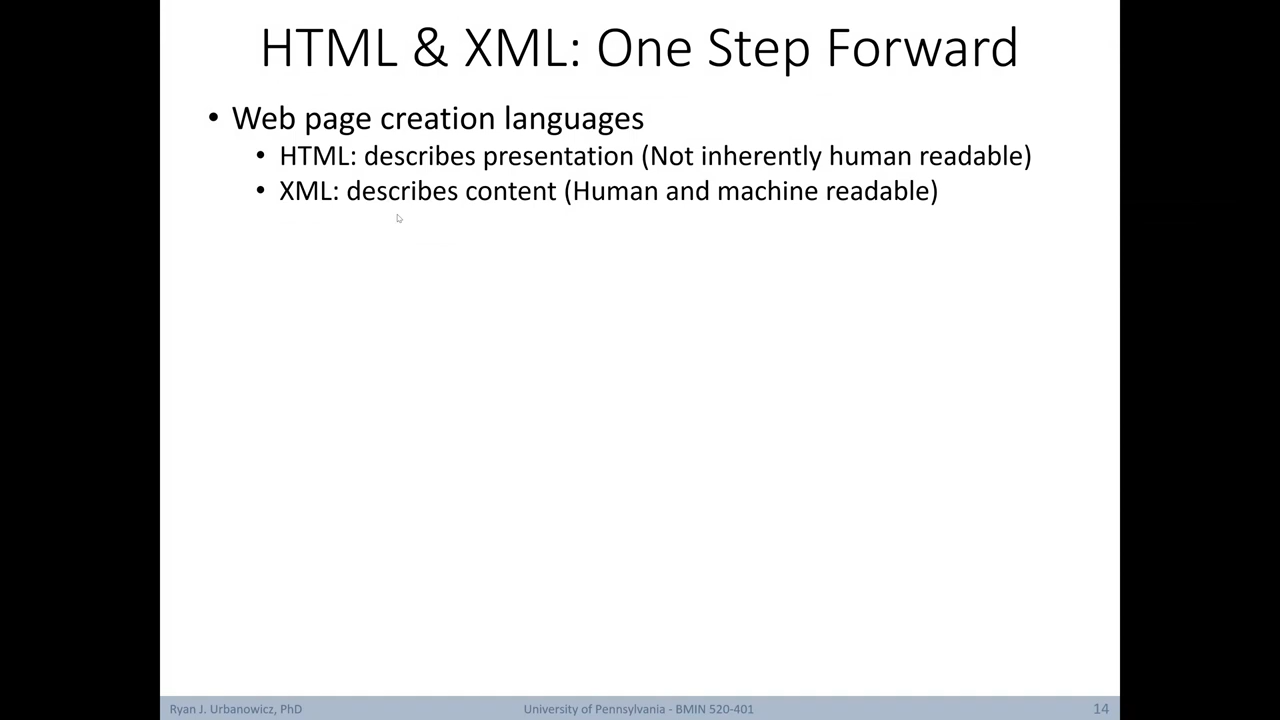 HTML & XML: One Step Forward
• Web page creation languages
• HTML: describes presentation (Not inherently human readable)
• XML: describes content (Human and machine readable)
Ryan J. Urbanowicz, PhD
University of Pennsylvania - BMIN 520-401
14